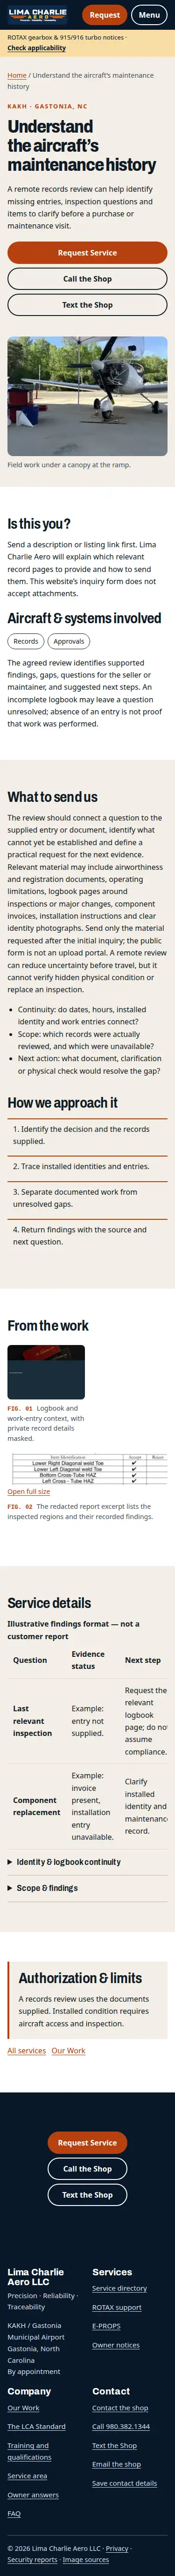 LIMA CHARLIE
AERO LLC
Request
Menu
ROTAX gearbox & 915/916 turbo notices ·
Check applicability
Home / Understand the aircraft's maintenance
history
KAKH · GASTONIA, NC
Understand
the aircraft's
maintenance history
A remote records review can help identify
missing entries, inspection questions and
items to clarify before a purchase or
maintenance visit.
Request Service
Call the Shop
Text the Shop
Field work under a canopy at the ramp.
Is this you?
Send a description or listing link first. Lima
Charlie Aero will explain which relevant
record pages to provide and how to send
them. This website's inquiry form does not
accept attachments.
Aircraft & systems involved
Records
Approvals
The agreed review identifies supported
findings, gaps, questions for the seller or
maintainer, and suggested next steps. An
incomplete logbook may leave a question
unresolved; absence of an entry is not proof
that work was performed.
What to send us
The review should connect a question to the
supplied entry or document, identify what
cannot yet be established and define a
practical request for the next evidence.
Relevant material may include airworthiness
and registration documents, operating
limitations, logbook pages around
inspections or major changes, component
invoices, installation instructions and clear
identity photographs. Send only the material
requested after the initial inquiry; the public
form is not an upload portal. A remote review
can reduce uncertainty before travel, but it
cannot verify hidden physical condition or
replace an inspection.
• Continuity: do dates, hours, installed
identity and work entries connect?
• Scope: which records were actually
reviewed, and which were unavailable?
• Next action: what document, clarification
or physical check would resolve the gap?
How we approach it
1. Identify the decision and the records
supplied.
2. Trace installed identities and entries.
3. Separate documented work from
unresolved gaps.
4. Return findings with the source and
next question.
From the work
FIG. 01 Logbook and
work-entry context, with
private record details
masked.
Item Identification Accept Reject
Lower Right Diagonal weld Toe ✔
Lower Left Diagonal weld Toe ✔
Bottom Cross-Tube HAZ ✔
Left Cross - Tube HAZ ✔
Open full size
FIG. 02 The redacted report excerpt lists the
inspected regions and their recorded findings.
Service details
Illustrative findings format — not a
customer report
Question Evidence status Next step
Last relevant inspection Example: entry not supplied. Request the relevant logbook page; do not assume compliance.
Component replacement Example: invoice present, installation entry unavailable. Clarify installed identity and maintenance record.
▶ Identity & logbook continuity
▶ Scope & findings
Authorization & limits
A records review uses the documents
supplied. Installed condition requires
aircraft access and inspection.
All services Our Work
Request Service
Call the Shop
Text the Shop
Lima Charlie
Aero LLC
Precision · Reliability ·
Traceability
KAKH / Gastonia
Municipal Airport
Gastonia, North
Carolina
By appointment
Services
Service directory
ROTAX support
E-PROPS
Owner notices
Company
Our Work
The LCA Standard
Training and
qualifications
Service area
Owner answers
FAQ
Contact
Contact the shop
Call 980.382.1344
Text the Shop
Email the shop
Save contact details
© 2026 Lima Charlie Aero LLC · Privacy ·
Security reports · Image sources